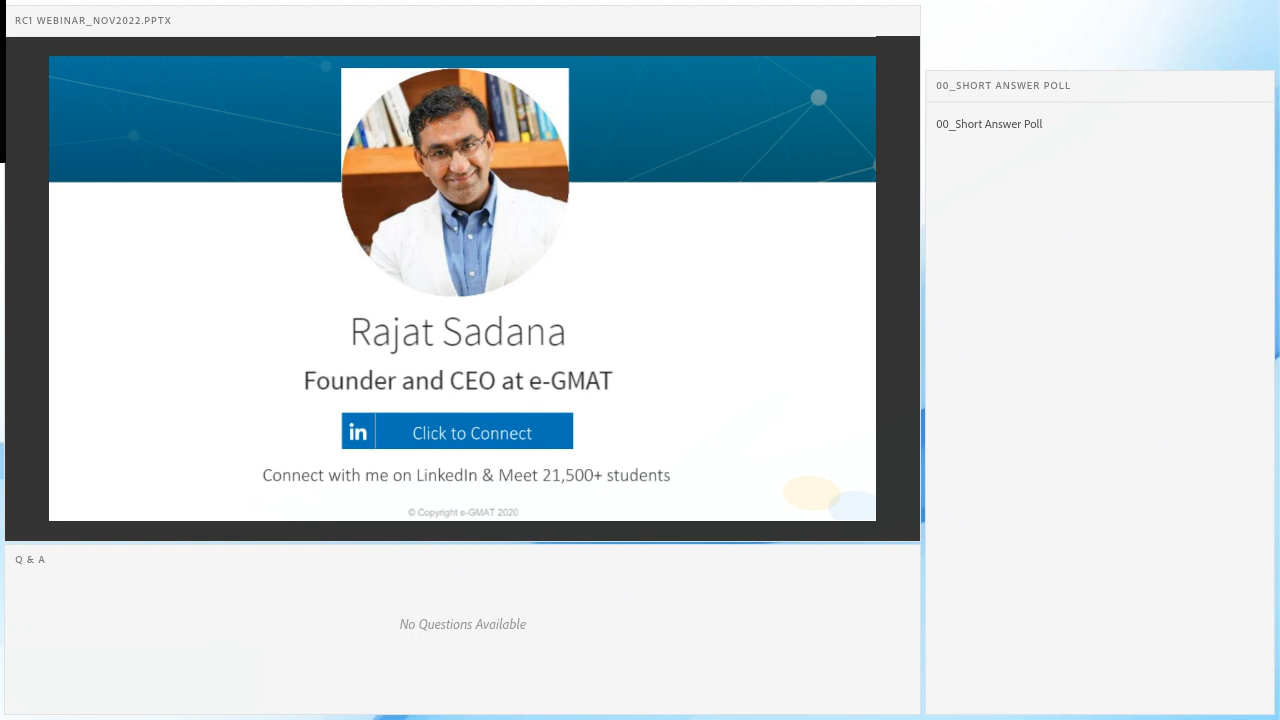 RC1 WEBINAR_NOV2022.PPTX
Rajat Sadana
Founder and CEO at e-GMAT
in Click to Connect
Connect with me on LinkedIn & Meet 21,500+ students
© Copyright e-GMAT 2020
Q & A
No Questions Available
00_SHORT ANSWER POLL
00_Short Answer Poll